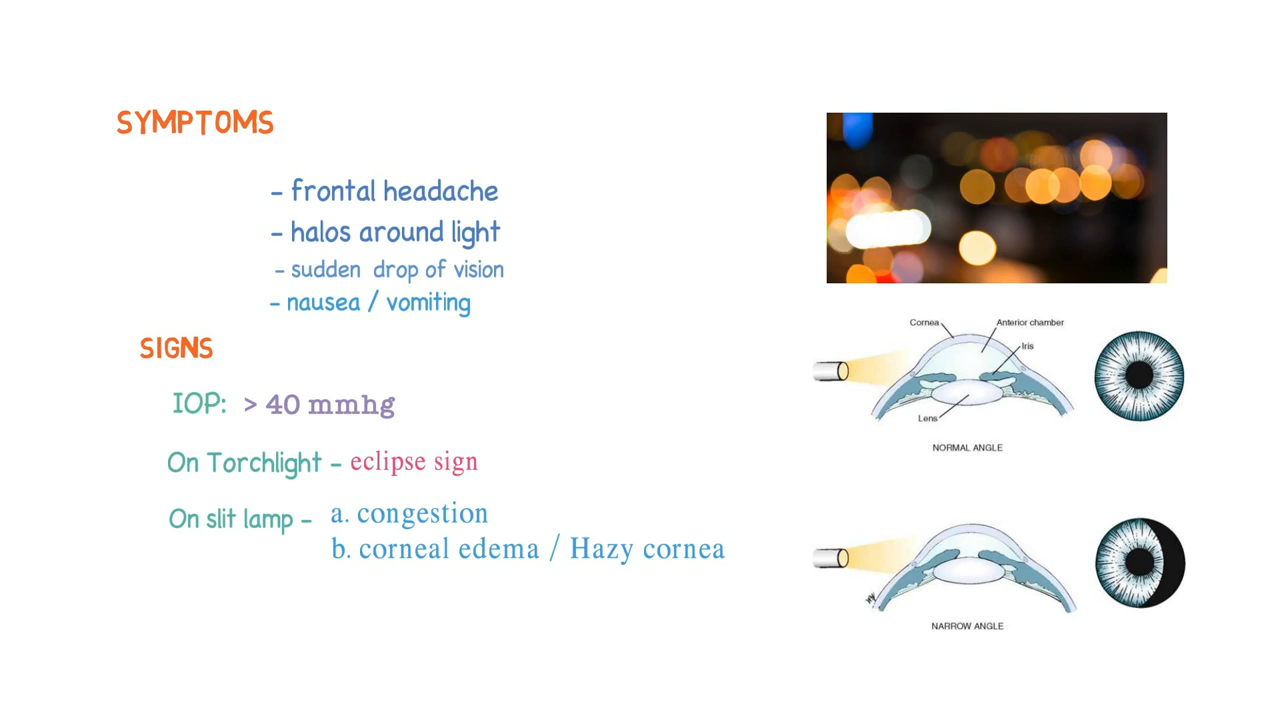 SYMPTOMS
- frontal headache
- halos around light
- sudden drop of vision
- nausea / vomiting
SIGNS
IOP: > 40 mmhg
On Torchlight - eclipse sign
On slit lamp - a. congestion
b. corneal edema / Hazy cornea
Cornea
Anterior chamber
Iris
Lens
NORMAL ANGLE
NARROW ANGLE